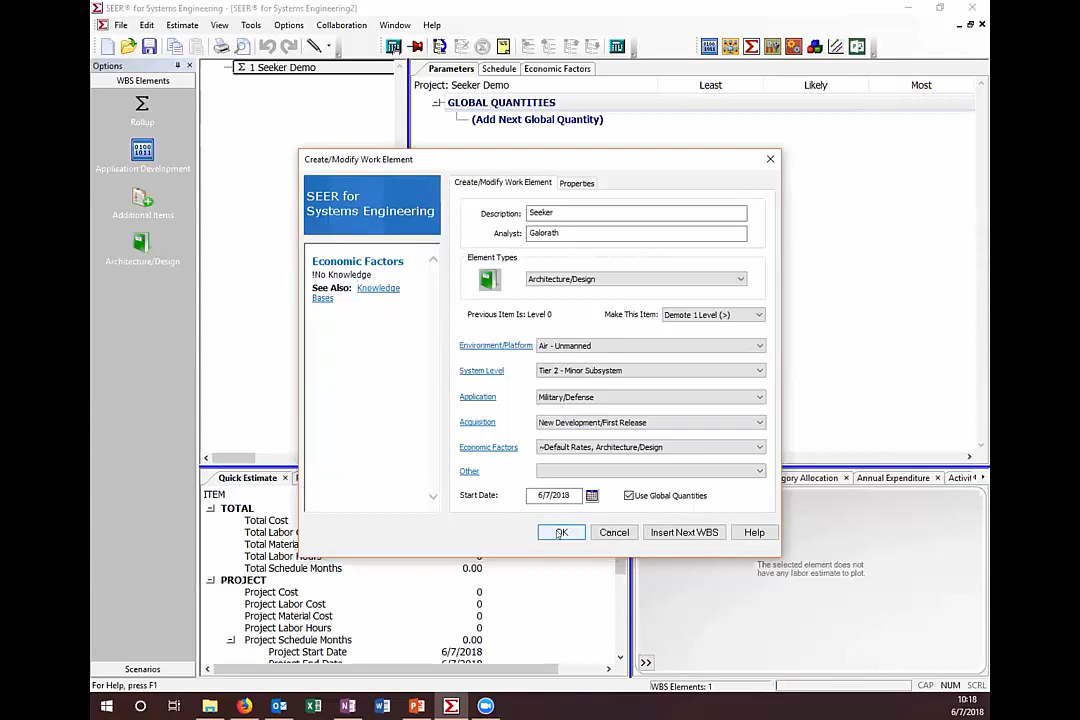 SEER® for Systems Engineering - [SEER® for Systems Engineering2]
File Edit Estimate View Tools Options Collaboration Window Help
Options
WBS Elements
Rollup
Application Development
Additional Items
Architecture/Design
Scenarios
1 Seeker Demo
Parameters Schedule Economic Factors
Project: Seeker Demo Least Likely Most
GLOBAL QUANTITIES
(Add Next Global Quantity)
Create/Modify Work Element
SEER for
Systems Engineering
Economic Factors
!No Knowledge
See Also: Knowledge
Bases
Create/Modify Work Element Properties
Description: Seeker
Analyst: Galorath
Element Types
Architecture/Design
Previous Item Is: Level 0 Make This Item: Demote 1 Level (>)
Environment/Platform Air - Unmanned
System Level Tier 2 - Minor Subsystem
Application Military/Defense
Acquisition New Development/First Release
Economic Factors ~Default Rates, Architecture/Design
Other
Start Date: 6/7/2018 Use Global Quantities
OK Cancel Insert Next WBS Help
Quick Estimate
ITEM
TOTAL
Total Cost
Total Labor
Total Material
Total Labor Hours
Total Schedule Months 0.00
PROJECT
Project Cost 0
Project Labor Cost 0
Project Material Cost 0
Project Labor Hours 0
Project Schedule Months 0.00
Project Start Date 6/7/2018
Project End Date
Allocation Annual Expenditure
The selected element does not
have any labor estimate to plot.
For Help, press F1
WBS Elements: 1
CAP NUM SCRL
10:18
6/7/2018